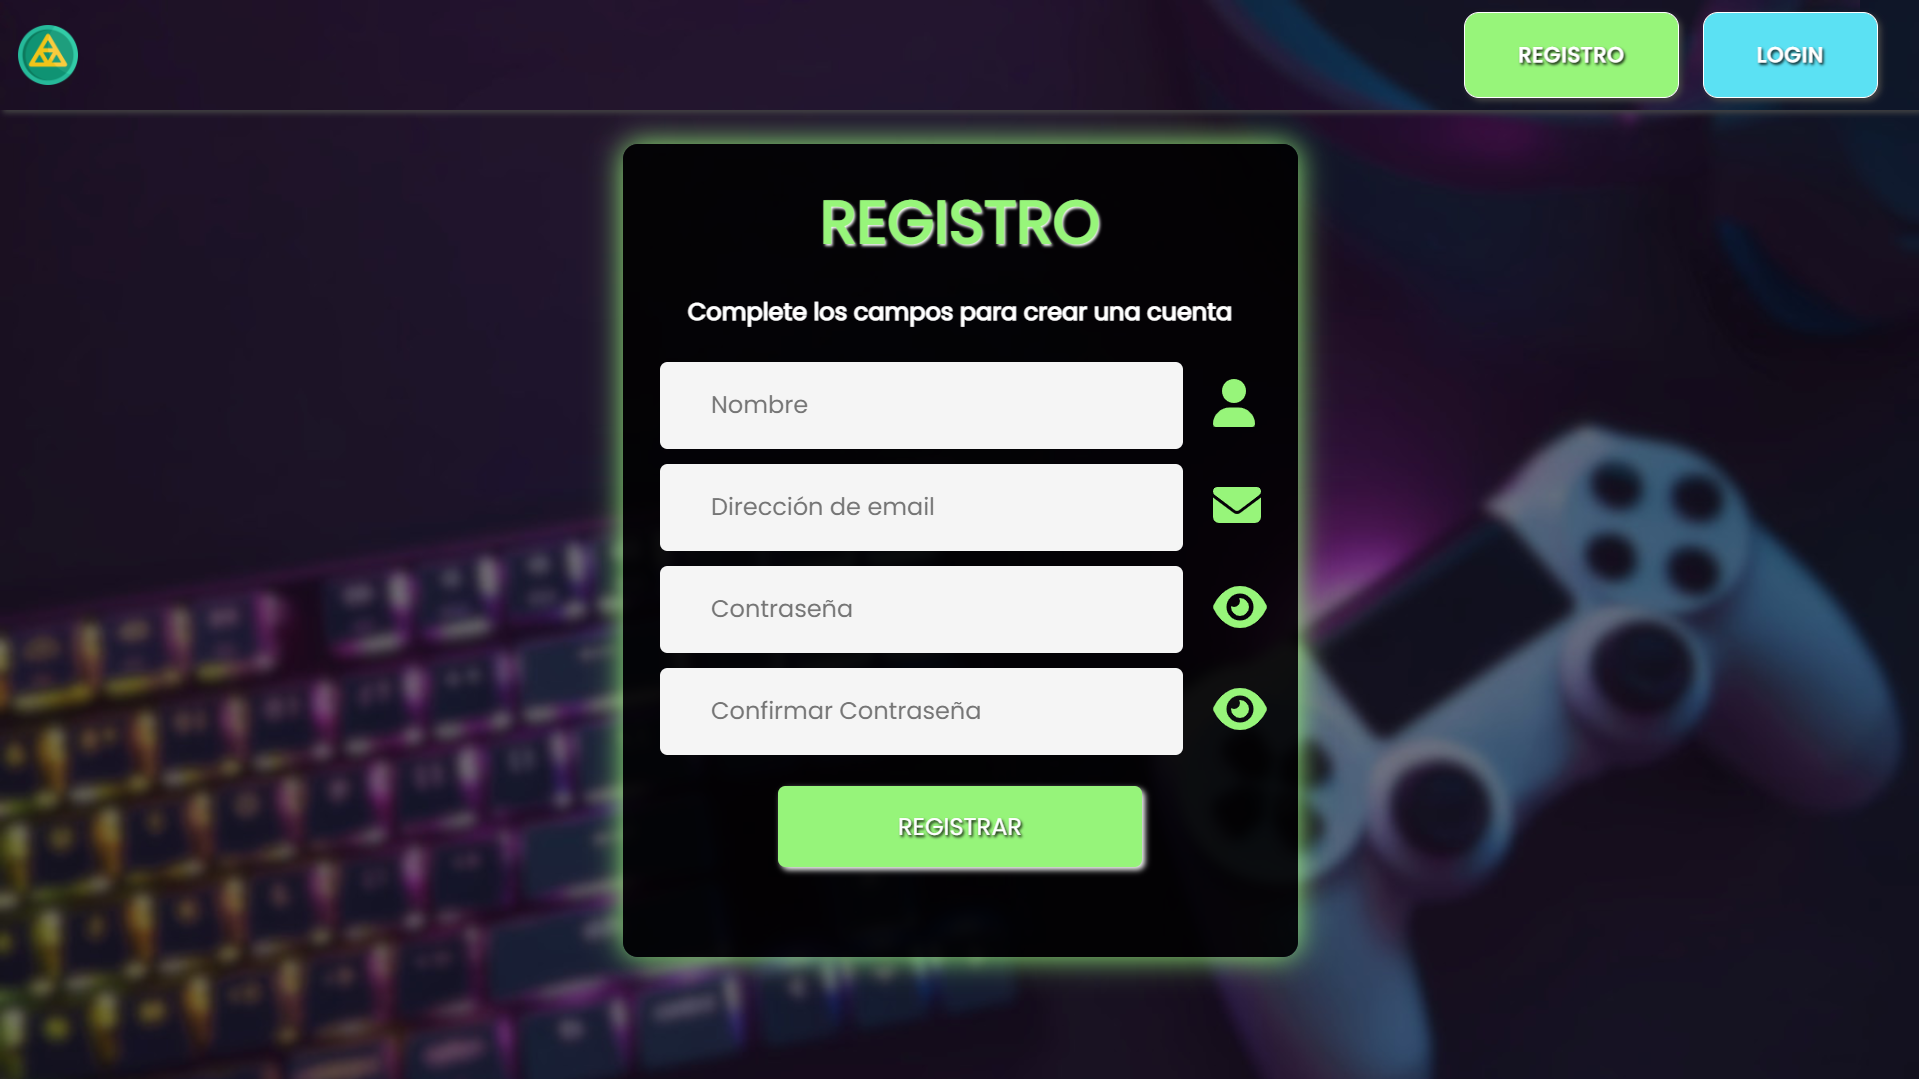 REGISTRO
LOGIN
REGISTRO
Complete los campos para crear una cuenta
Nombre
Dirección de email
Contraseña
Confirmar Contraseña
REGISTRAR